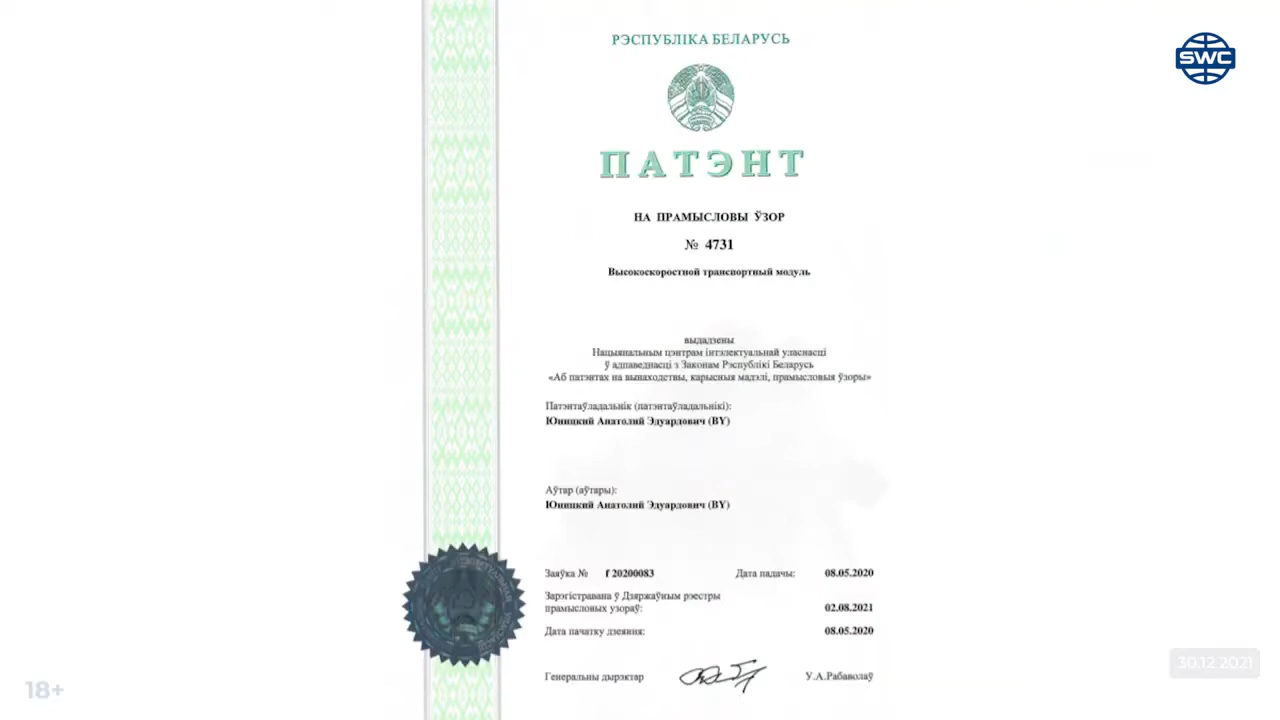 РЭСПУБЛІКА БЕЛАРУСЬ
SWC
ПАТЭНТ
НА ПРАМЫСЛОВЫ ЎЗОР
№ 4731
Высокоскоростной транспортный модуль
выдадзены
Нацыянальным цэнтрам інтэлектуальнай уласнасці
ў адпаведнасці з Законам Рэспублікі Беларусь
«Аб патэнтах на вынаходствы, карысныя мадэлі, прамысловыя ўзоры»
Патэнтаўладальнік (патэнтаўладальнікі):
Юницкий Анатолий Эдуардович (BY)
Аўтар (аўтары):
Юницкий Анатолий Эдуардович (BY)
Заяўка № f 20200083 Дата падачы: 08.05.2020
Зарэгістравана ў Дзяржаўным рэестры
прамысловых узораў: 02.08.2021
Дата пачатку дзеяння: 08.05.2020
Генеральны дырэктар У.А.Рабаволаў
30.12.2021
18+